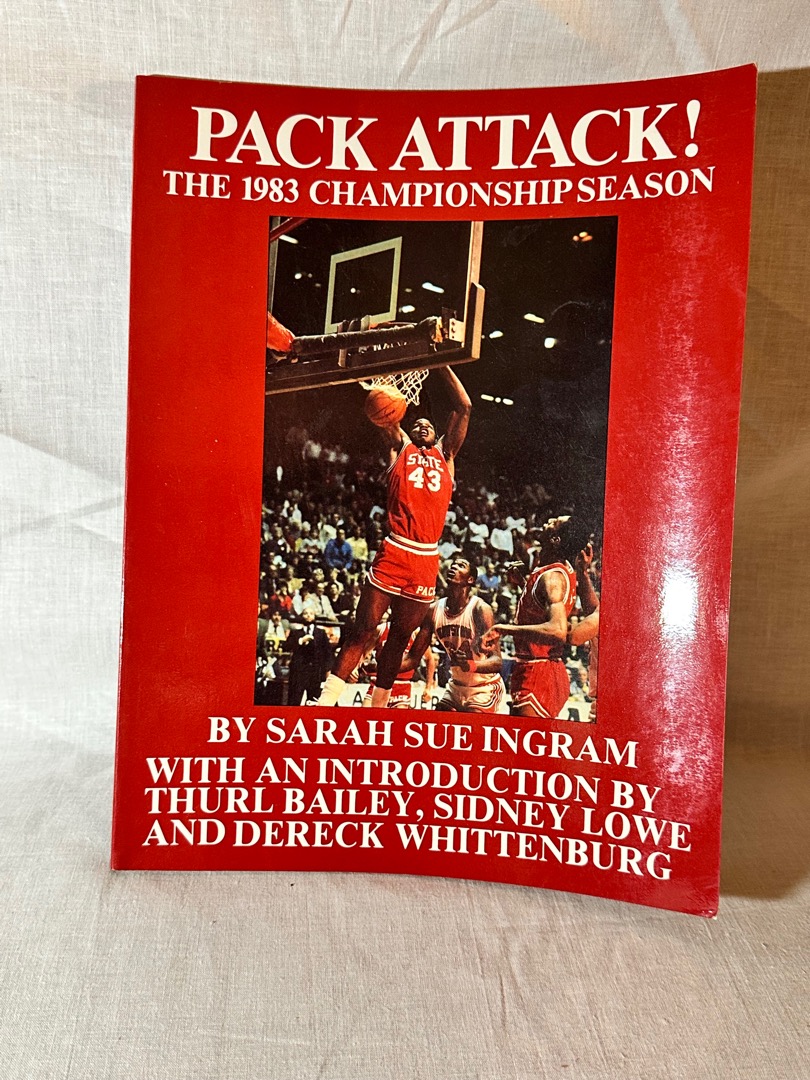 PACK ATTACK!
THE 1983 CHAMPIONSHIP SEASON
STATE
43
PACK
BY SARAH SUE INGRAM
WITH AN INTRODUCTION BY
THURL BAILEY, SIDNEY LOWE
AND DERECK WHITTENBURG